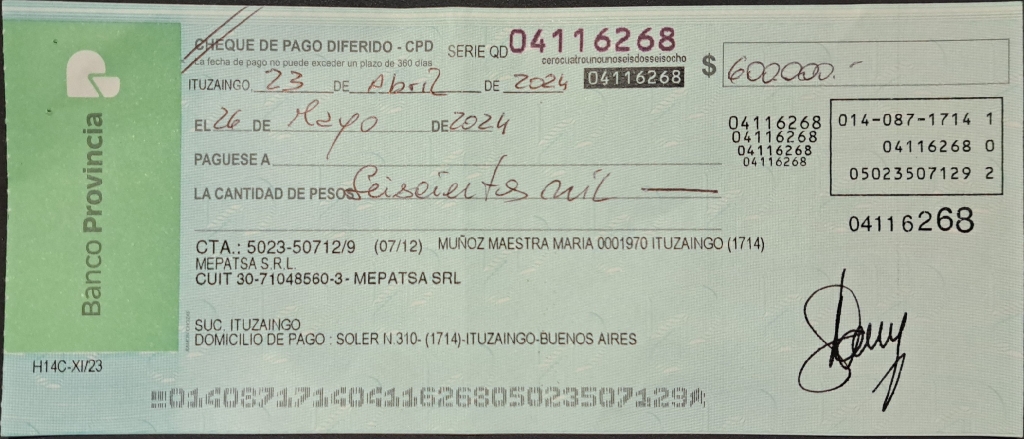 Banco Provincia
CHEQUE DE PAGO DIFERIDO - CPD SERIE QD 04116268
La fecha de pago no puede exceder un plazo de 360 días
cerocuatrounounoseisdosseisocho
ITUZAINGO 23 DE Abril DE 2024 04116268 $ 600000.-
EL 26 DE Mayo DE 2024
PAGUESE A
LA CANTIDAD DE PESOS Seiscientos mil
04116268
04116268
04116268
04116268
014-087-1714 1
04116268 0
05023507129 2
04116268
CTA.: 5023-50712/9 (07/12) MUÑOZ MAESTRA MARIA 0001970 ITUZAINGO (1714)
MEPATSA S.R.L.
CUIT 30-71048560-3- MEPATSA SRL
SUC. ITUZAINGO
DOMICILIO DE PAGO : SOLER N.310- (1714)-ITUZAINGO-BUENOS AIRES
H14C-XI/23
01408717140411626805023507129